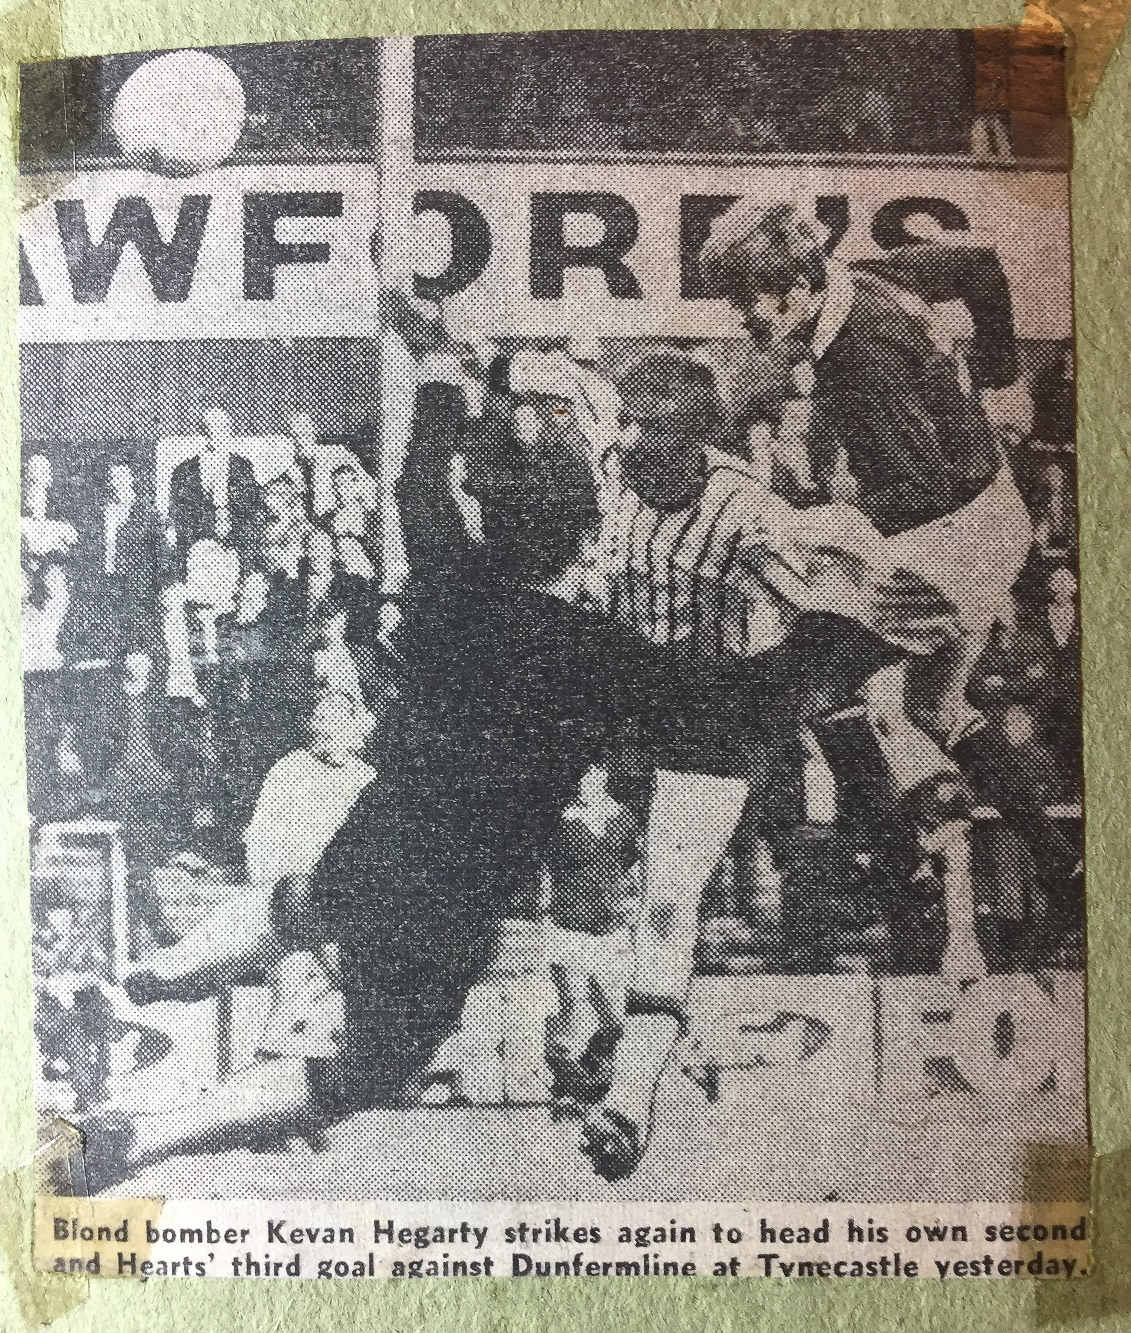 AWFORD'S
Blond bomber Kevan Hegarty strikes again to head his own second
and Hearts' third goal against Dunfermline at Tynecastle yesterday.